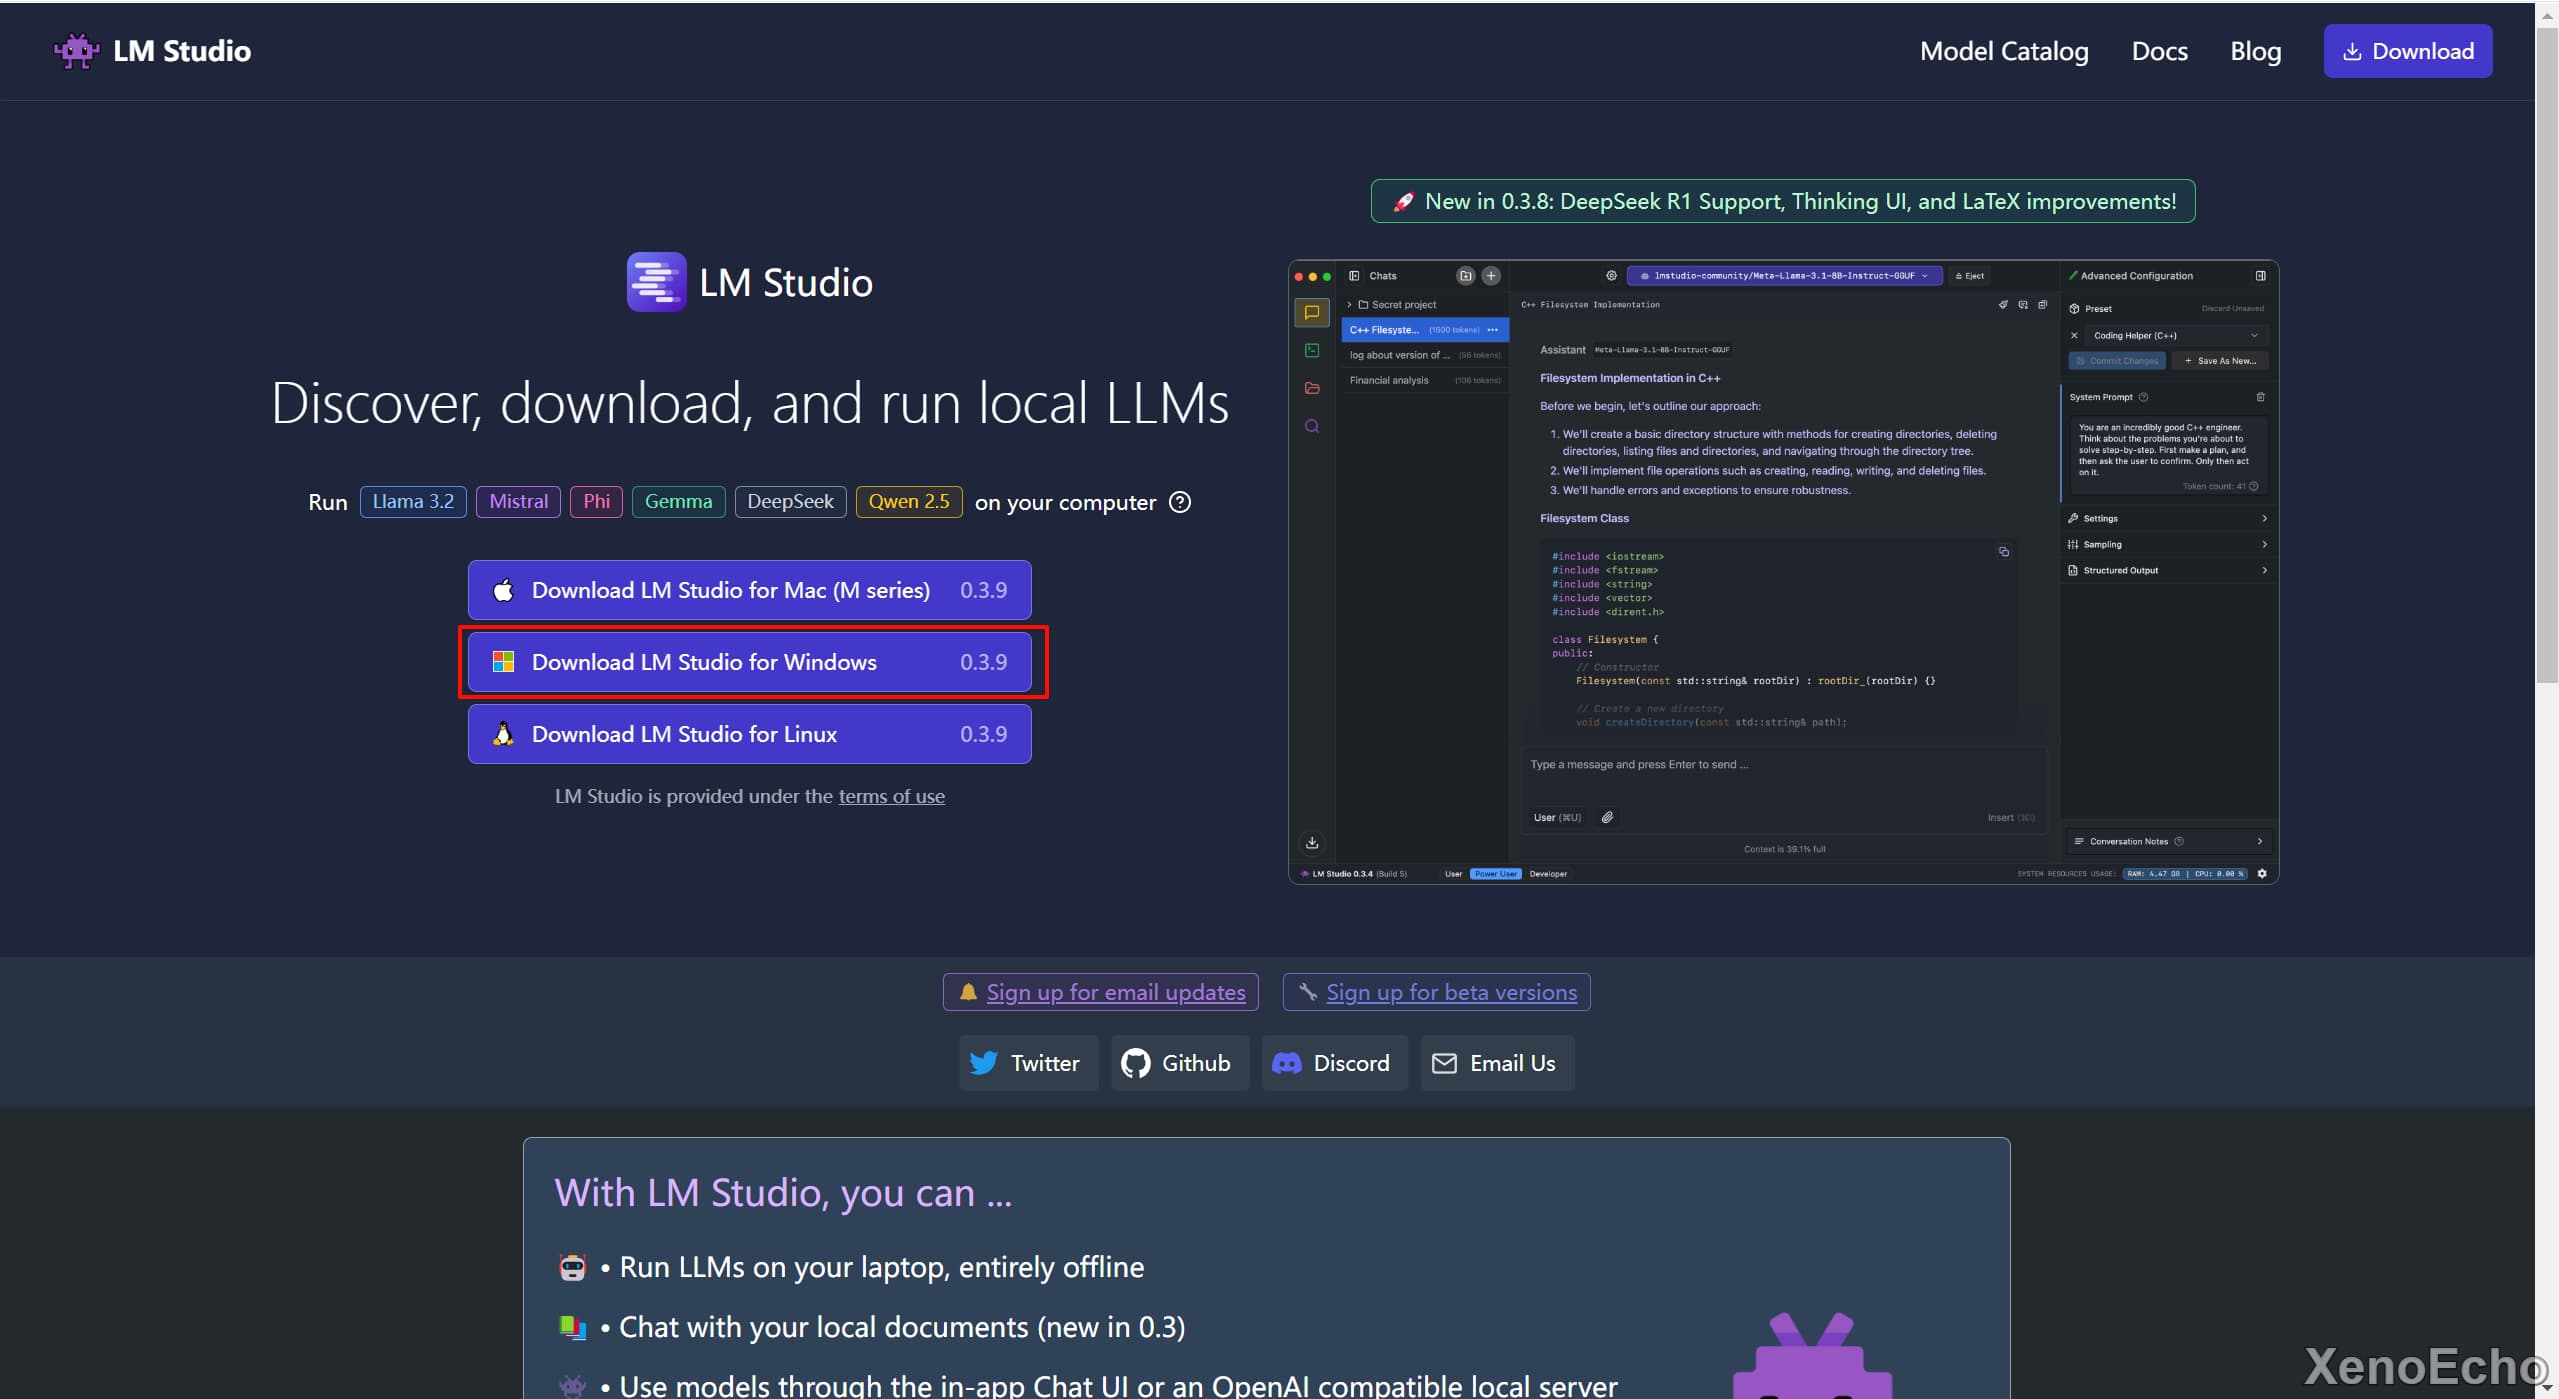 LM Studio
Model Catalog
Docs
Blog
Download
LM Studio
Discover, download, and run local LLMs
Run Llama 3.2 Mistral Phi Gemma DeepSeek Qwen 2.5 on your computer
Download LM Studio for Mac (M series) 0.3.9
Download LM Studio for Windows 0.3.9
Download LM Studio for Linux 0.3.9
LM Studio is provided under the terms of use
New in 0.3.8: DeepSeek R1 Support, Thinking UI, and LaTeX improvements!
Chats
lmstudio-community/Meta-Llama-3.1-8B-Instruct-GGUF
Eject
Advanced Configuration
Secret project
C++ Filesyste... (1600 tokens) ...
log about version of ... (56 tokens)
Financial analysis (106 tokens)
C++ Filesystem Implementation
Assistant Meta-Llama-3.1-8B-Instruct-GGUF
Filesystem Implementation in C++
Before we begin, let's outline our approach:
1. We'll create a basic directory structure with methods for creating directories, deleting
directories, listing files and directories, and navigating through the directory tree.
2. We'll implement file operations such as creating, reading, writing, and deleting files.
3. We'll handle errors and exceptions to ensure robustness.
Filesystem Class
#include <iostream>
#include <fstream>
#include <string>
#include <vector>
#include <dirent.h>
class Filesystem {
public:
// Constructor
Filesystem(const std::string& rootDir) : rootDir_(rootDir) {}
// Create a new directory
void createDirectory(const std::string& path);
Type a message and press Enter to send ...
User (⌘U)
Insert (⌘I)
Context is 39.1% full
Preset
Discard Unsaved
Coding Helper (C++)
Commit Changes
+ Save As New...
System Prompt
You are an incredibly good C++ engineer.
Think about the problems you're about to
solve step-by-step. First make a plan, and
then ask the user to confirm. Only then act
on it.
Token count: 41
Settings
Sampling
Structured Output
Conversation Notes
LM Studio 0.3.4 (Build 5)
User
Power User
Developer
SYSTEM RESOURCES USAGE: RAM: 4.47 GB | CPU: 0.00 %
Sign up for email updates
Sign up for beta versions
Twitter
Github
Discord
Email Us
With LM Studio, you can ...
• Run LLMs on your laptop, entirely offline
• Chat with your local documents (new in 0.3)
• Use models through the in-app Chat UI or an OpenAI compatible local server
XenoEcho